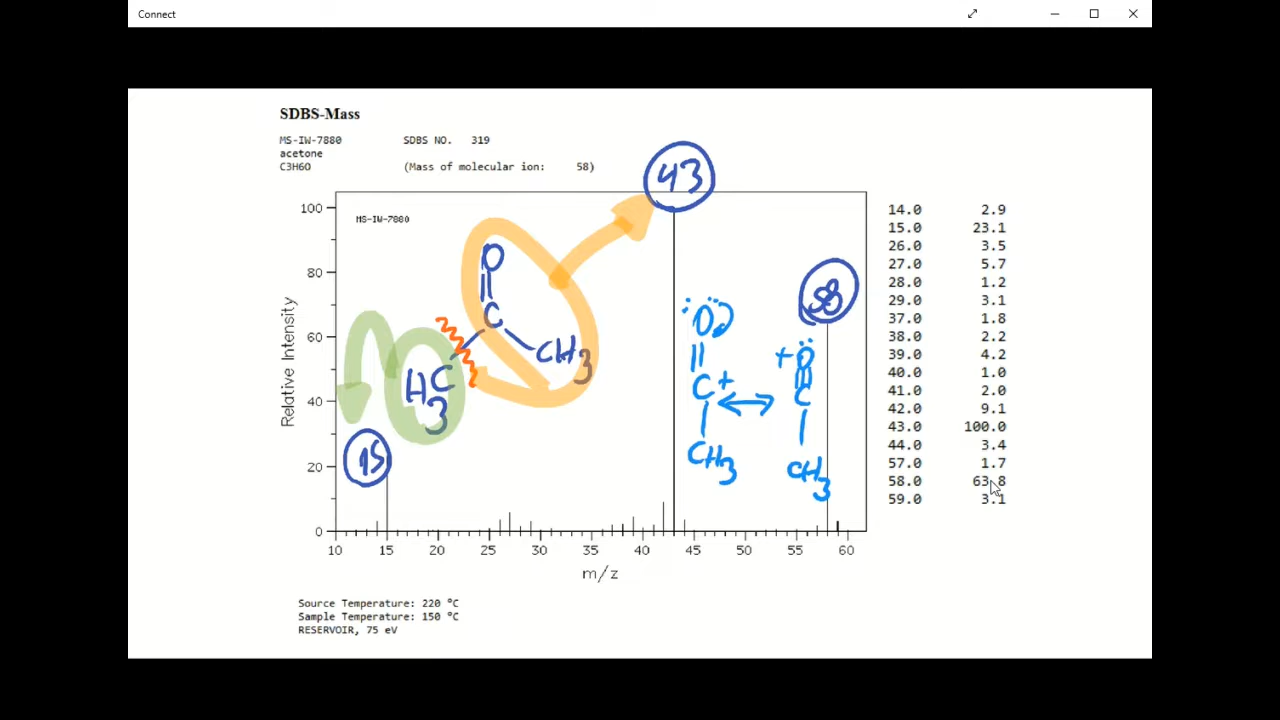 Connect
SDBS-Mass
MS-IW-7880 SDBS NO. 319
acetone
C3H6O (Mass of molecular ion: 58)
43
100
MS-IW-7880
80
60
40
20
0
Relative Intensity
O
||
C
CH3
H3C
15
58
:Ö
||
C+
|
CH3
+Ö
C
|
CH3
10 15 20 25 30 35 40 45 50 55 60
m/z
14.0 2.9
15.0 23.1
26.0 3.5
27.0 5.7
28.0 1.2
29.0 3.1
37.0 1.8
38.0 2.2
39.0 4.2
40.0 1.0
41.0 2.0
42.0 9.1
43.0 100.0
44.0 3.4
57.0 1.7
58.0 63.8
59.0 3.1
Source Temperature: 220 °C
Sample Temperature: 150 °C
RESERVOIR, 75 eV